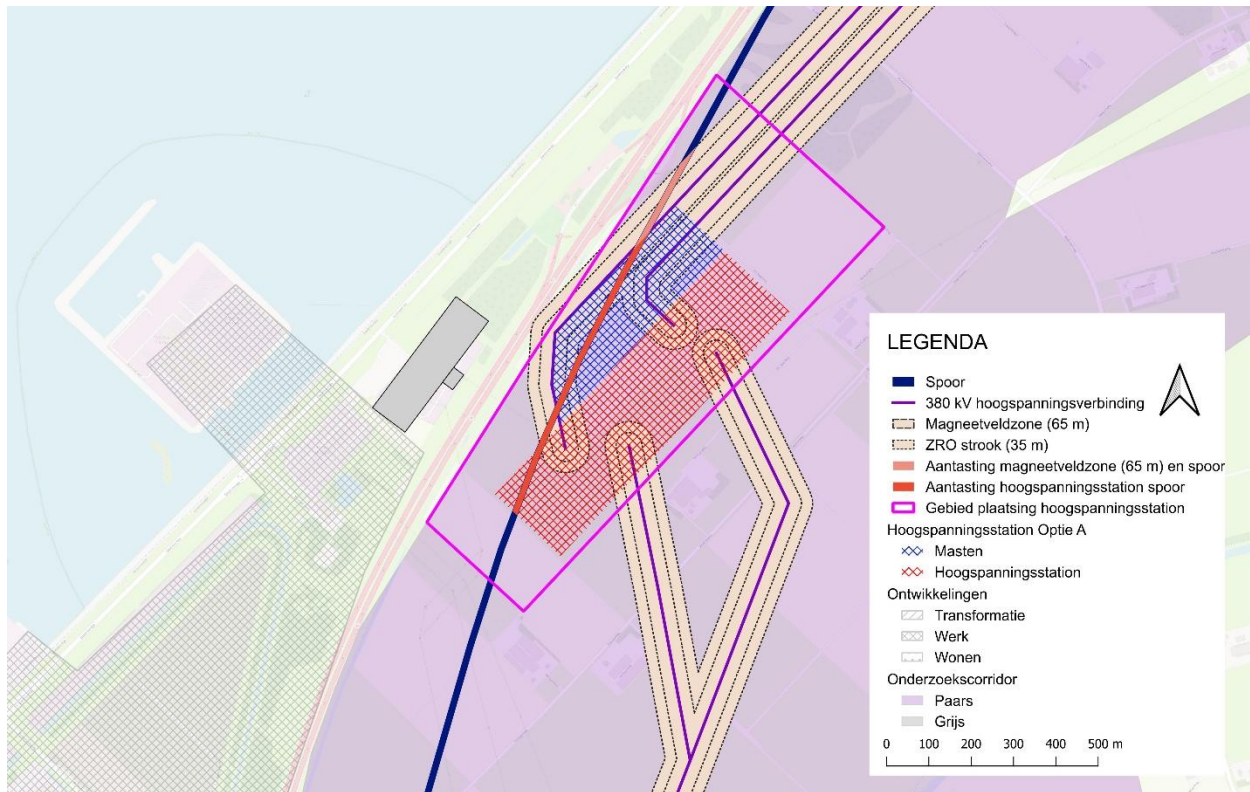 LEGENDA
Spoor
380 kV hoogspanningsverbinding
Magneetveldzone (65 m)
ZRO strook (35 m)
Aantasting magneetveldzone (65 m) en spoor
Aantasting hoogspanningsstation spoor
Gebied plaatsing hoogspanningsstation
Hoogspanningsstation Optie A
Masten
Hoogspanningsstation
Ontwikkelingen
Transformatie
Werk
Wonen
Onderzoekscorridor
Paars
Grijs
0 100 200 300 400 500 m